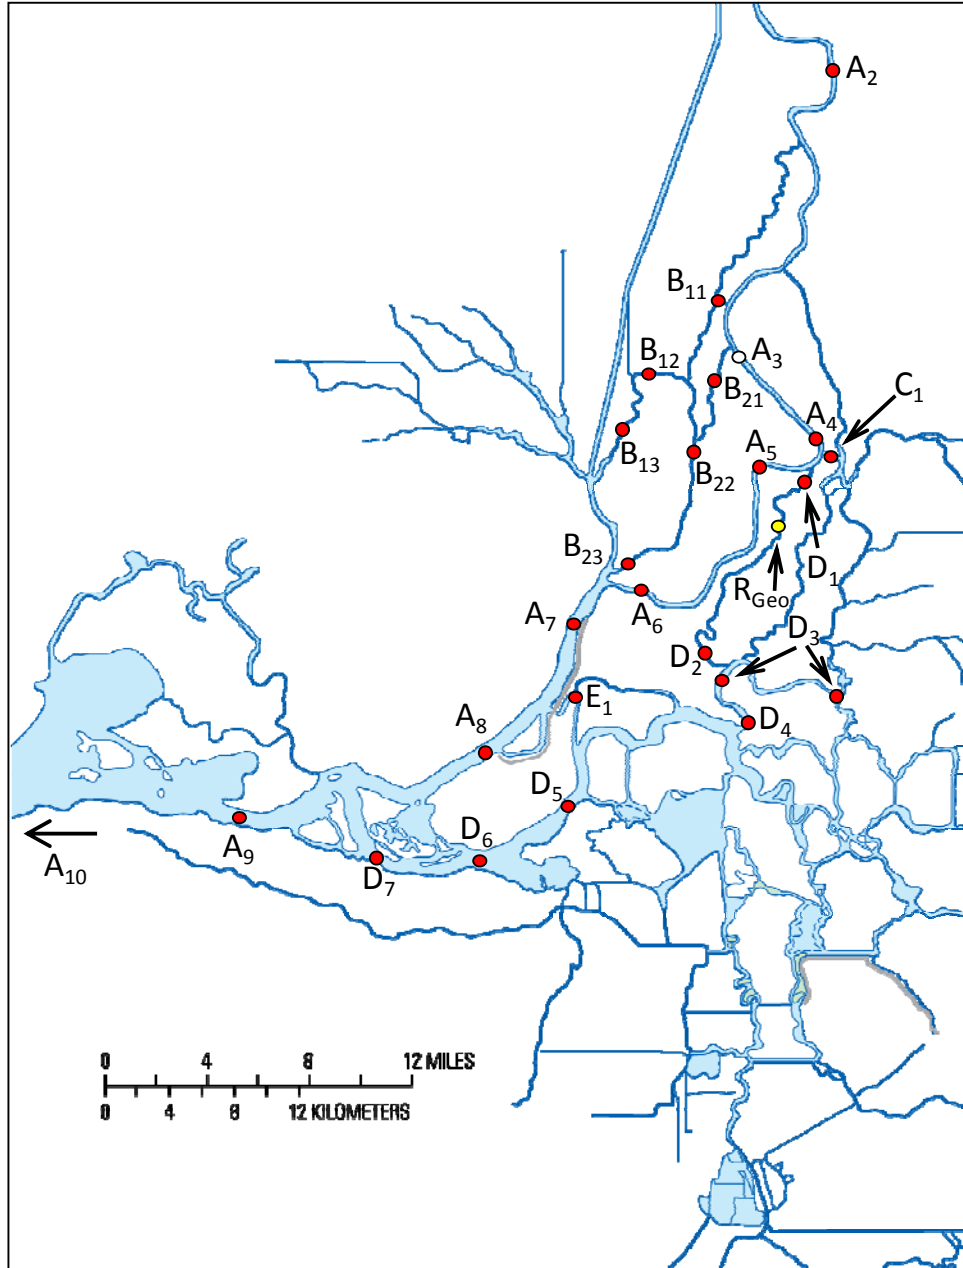 A₂
B₁₁
A₃
B₁₂
B₂₁
C₁
A₄
B₁₃
A₅
B₂₂
B₂₃
R_Geo
D₁
A₆
A₇
D₃
D₂
E₁
A₈
D₄
D₅
D₆
A₉
A₁₀
D₇
0 4 8 12 MILES
0 4 8 12 KILOMETERS